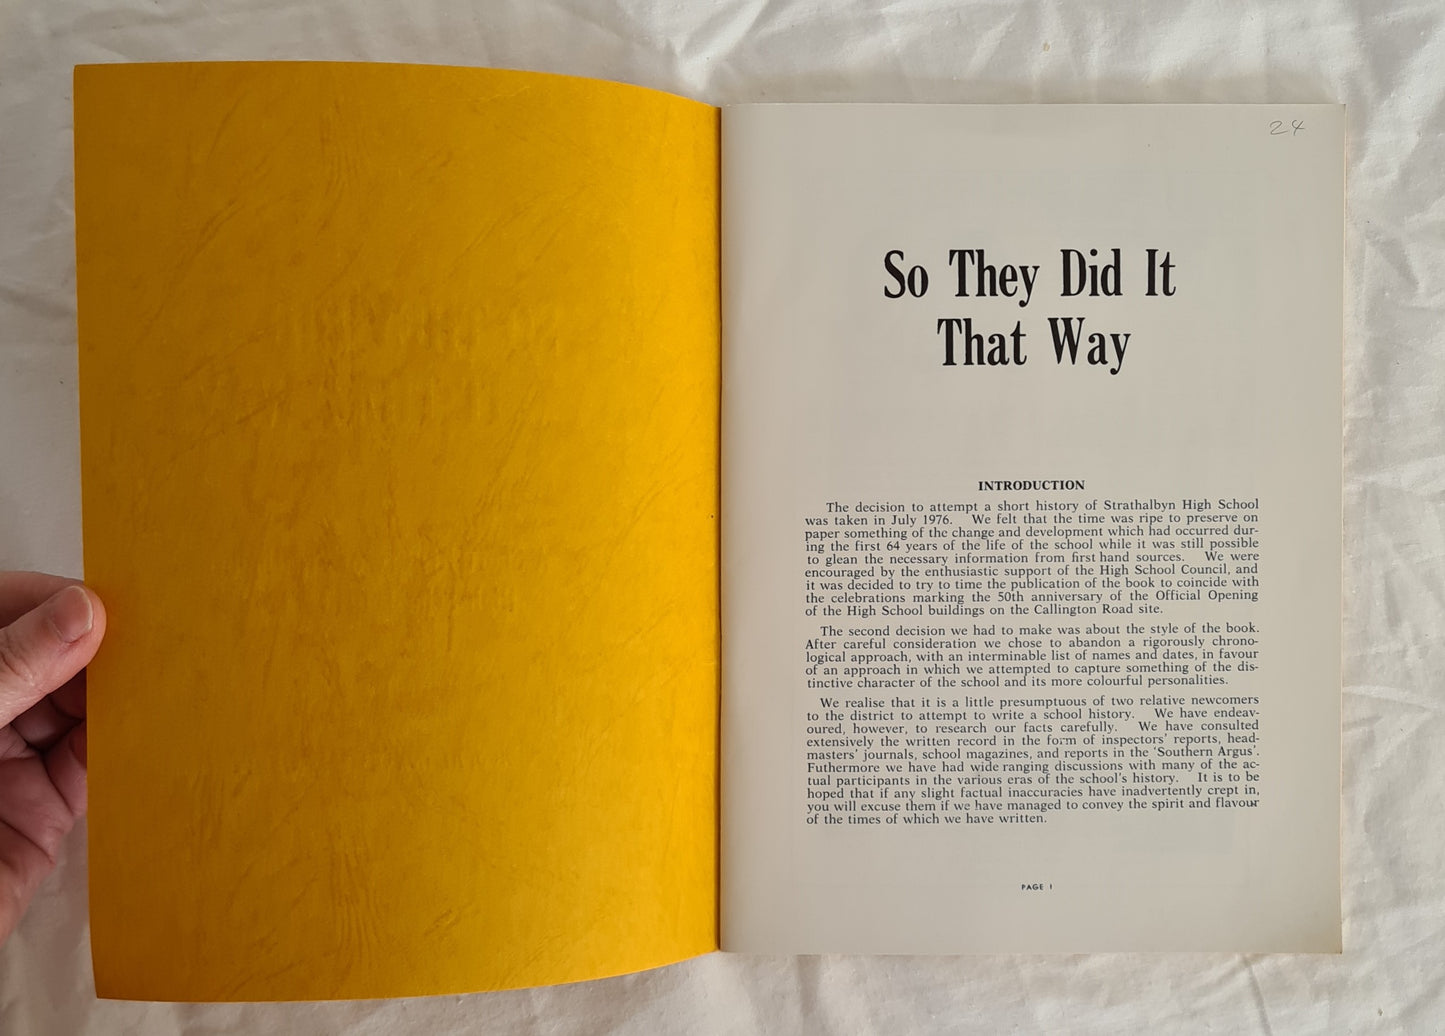 24
So They Did It
That Way
INTRODUCTION
The decision to attempt a short history of Strathalbyn High School
was taken in July 1976. We felt that the time was ripe to preserve on
paper something of the change and development which had occurred dur-
ing the first 64 years of the life of the school while it was still possible
to glean the necessary information from first hand sources. We were
encouraged by the enthusiastic support of the High School Council, and
it was decided to try to time the publication of the book to coincide with
the celebrations marking the 50th anniversary of the Official Opening
of the High School buildings on the Callington Road site.
The second decision we had to make was about the style of the book.
After careful consideration we chose to abandon a rigorously chrono-
logical approach, with an interminable list of names and dates, in favour
of an approach in which we attempted to capture something of the dis-
tinctive character of the school and its more colourful personalities.
We realise that it is a little presumptuous of two relative newcomers
to the district to attempt to write a school history. We have endeav-
oured, however, to research our facts carefully. We have consulted
extensively the written record in the form of inspectors' reports, head-
masters' journals, school magazines, and reports in the 'Southern Argus'.
Futhermore we have had wide ranging discussions with many of the ac-
tual participants in the various eras of the school's history. It is to be
hoped that if any slight factual inaccuracies have inadvertently crept in,
you will excuse them if we have managed to convey the spirit and flavour
of the times of which we have written.
PAGE 1